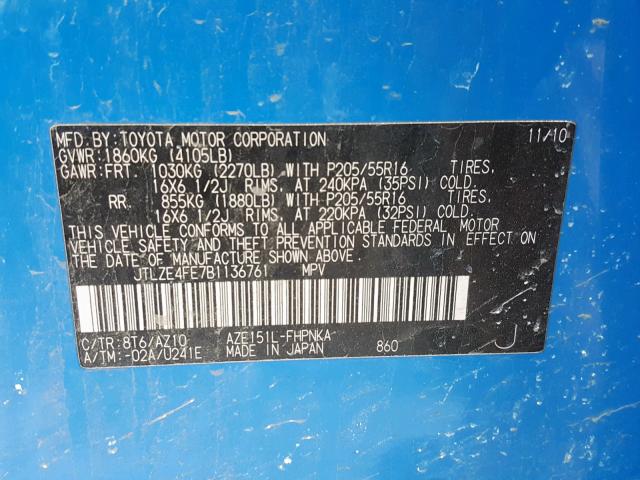 MFD.BY:TOYOTA MOTOR CORPORATION 11/10
GVWR:1860KG (4105LB)
GAWR:FRT 1030KG (2270LB) WITH P205/55R16 TIRES,
16X6 1/2J RIMS, AT 240KPA (35PSI) COLD.
RR 855KG (1880LB) WITH P205/55R16 TIRES,
16X6 1/2J RIMS, AT 220KPA (32PSI) COLD.
THIS VEHICLE CONFORMS TO ALL APPLICABLE FEDERAL MOTOR
VEHICLE SAFETY AND THEFT PREVENTION STANDARDS IN EFFECT ON
THE DATE OF MANUFACTURE SHOWN ABOVE.
JTLZE4FE7B1136761 MPV
C/TR:8T6/AZ10 AZE151L-FHPNKA
A/TM:-02A/U241E MADE IN JAPAN 860 J